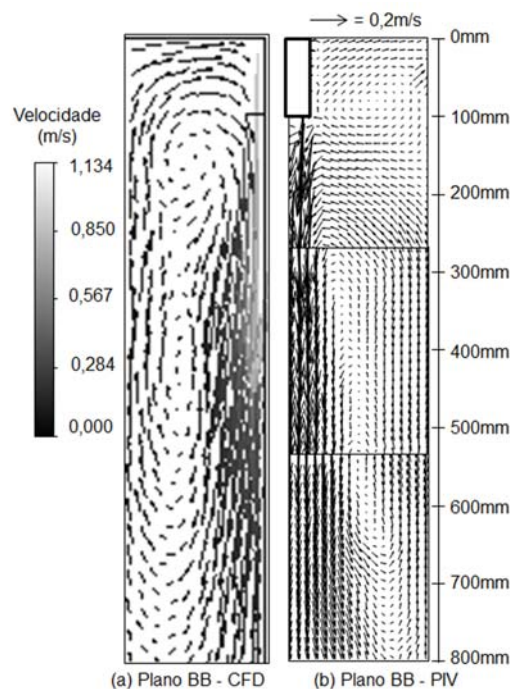 = 0,2m/s
Velocidade
(m/s)
1,134
0,850
0,567
0,284
0,000
0mm
100mm
200mm
300mm
400mm
500mm
600mm
700mm
800mm
(a) Plano BB - CFD
(b) Plano BB - PIV